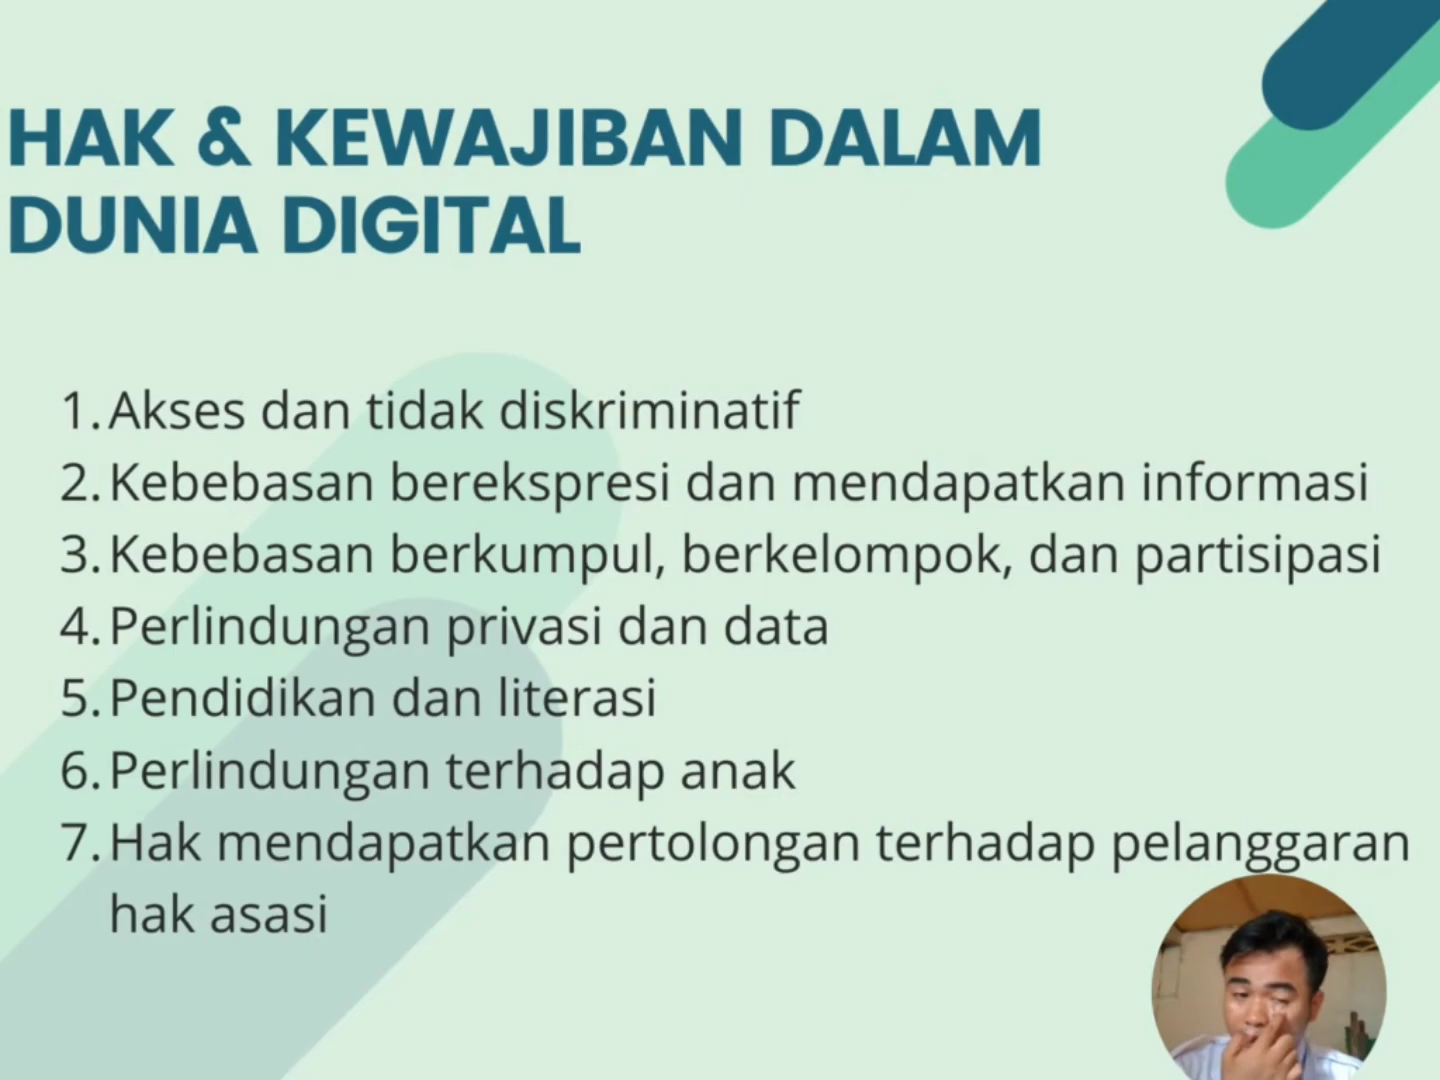 HAK & KEWAJIBAN DALAM
DUNIA DIGITAL
1. Akses dan tidak diskriminatif
2. Kebebasan berekspresi dan mendapatkan informasi
3. Kebebasan berkumpul, berkelompok, dan partisipasi
4. Perlindungan privasi dan data
5. Pendidikan dan literasi
6. Perlindungan terhadap anak
7. Hak mendapatkan pertolongan terhadap pelanggaran
hak asasi